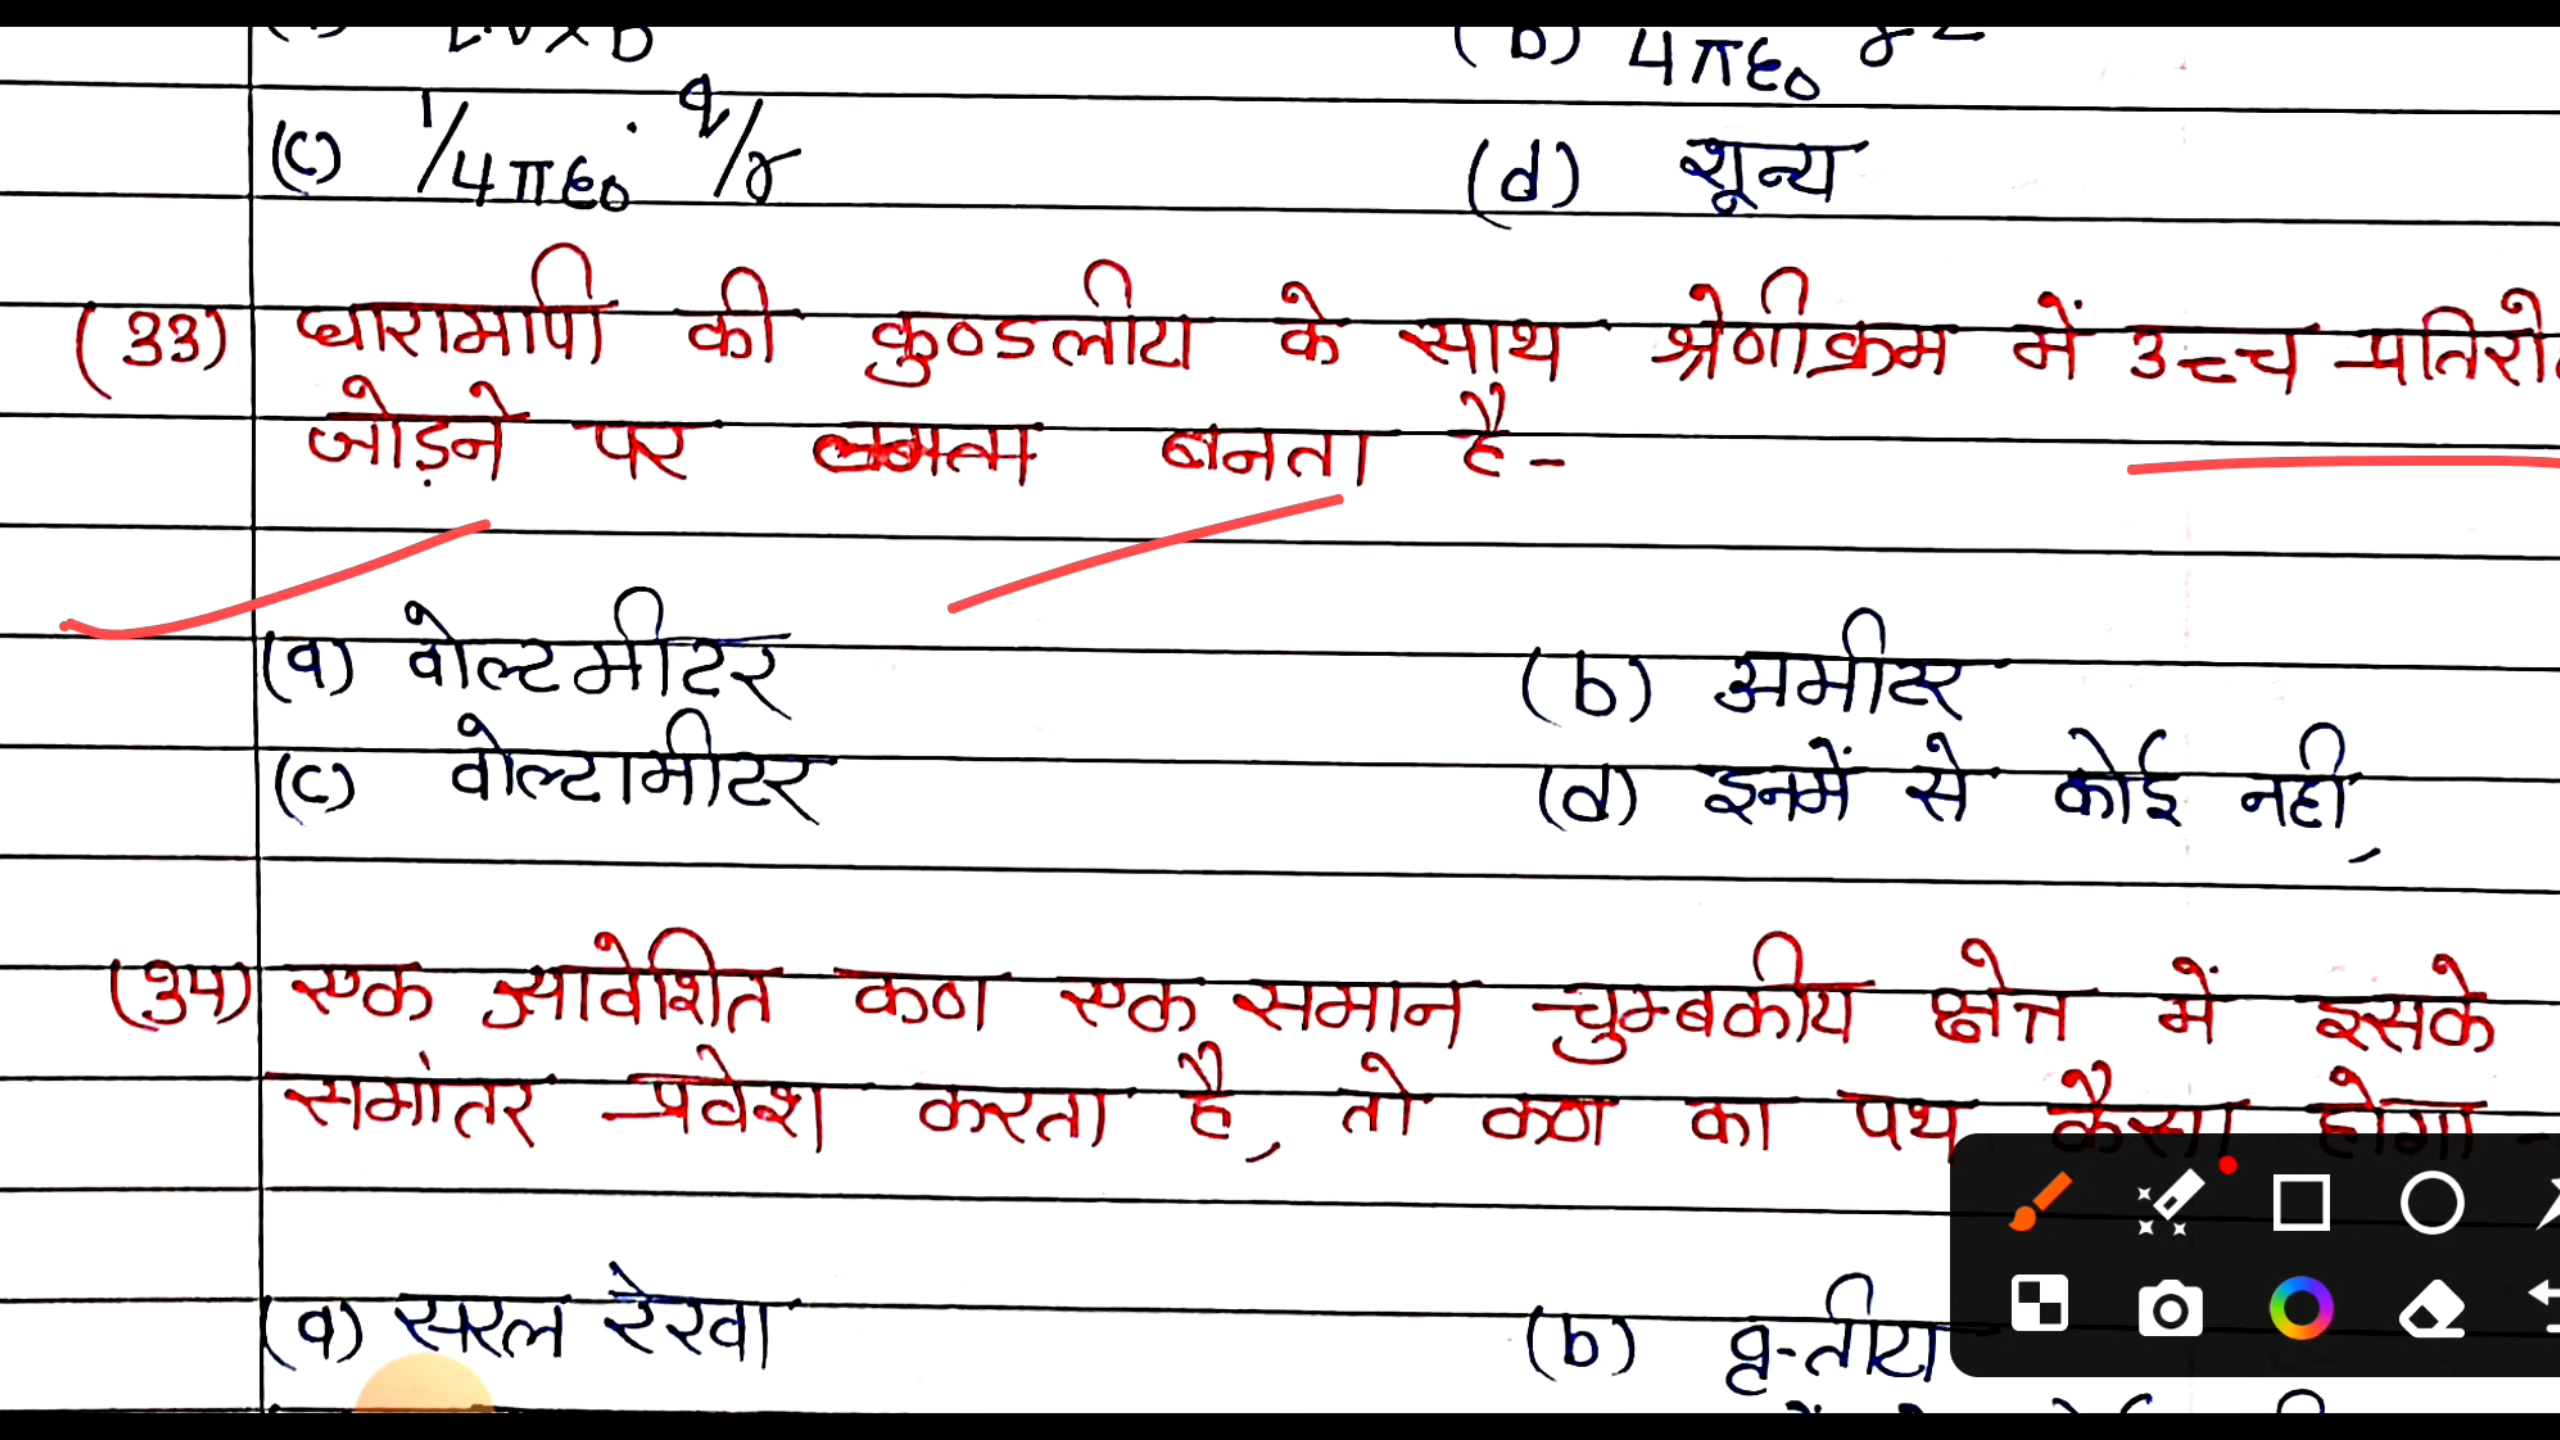 (c) 1/4πε0 . q/r (d) शून्य
(33) धारामापी की कुण्डलीय के साथ श्रेणीक्रम में उच्च प्रतिरो
जोड़ने पर बनता है-
(a) वोल्टमीटर (b) अमीटर
(c) वोल्टामीटर (d) इनमें से कोई नहीं,
(34) एक आवेशित कण एक समान चुम्बकीय क्षेत्र में इसके
समांतर प्रवेश करता है, तो कण का पथ कैसा होगा -
(a) सरल रेखा (b) वृत्तीय